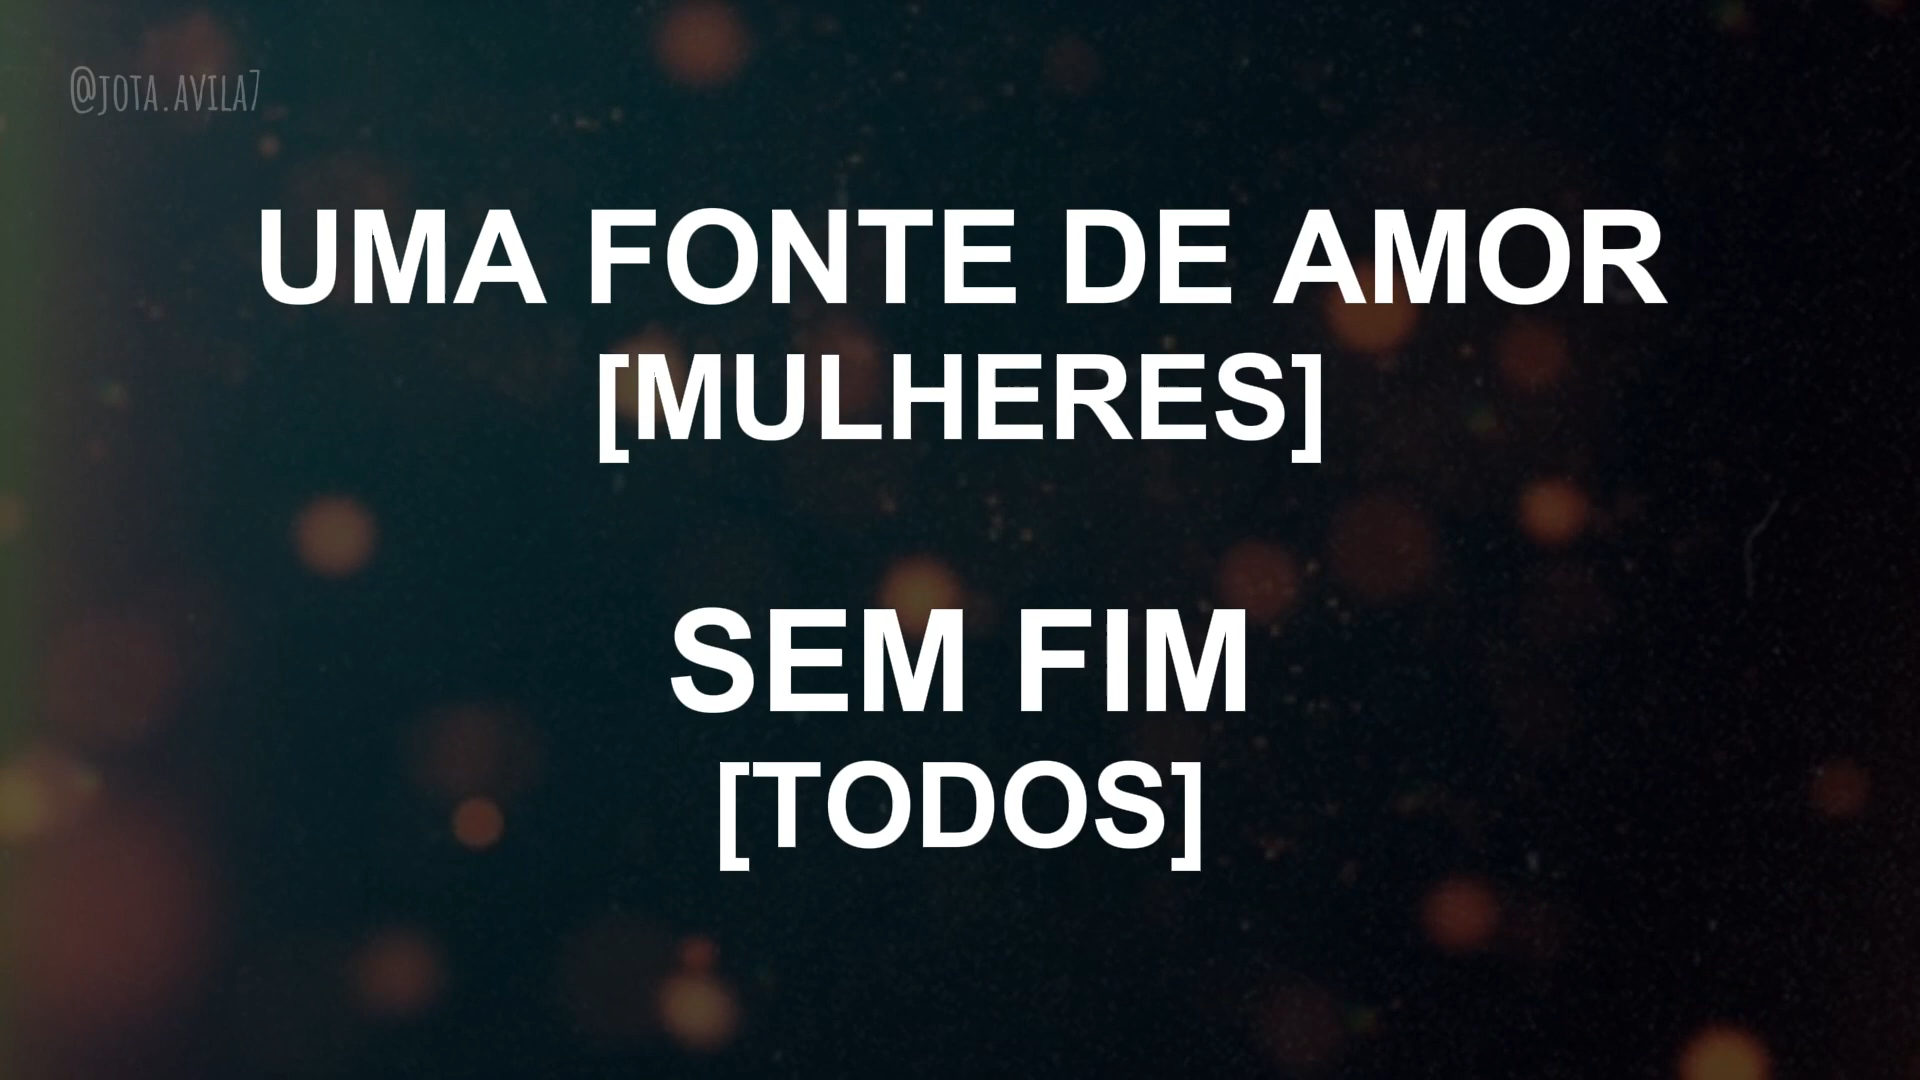 @JOTA.AVILA7
UMA FONTE DE AMOR
[MULHERES]
SEM FIM
[TODOS]